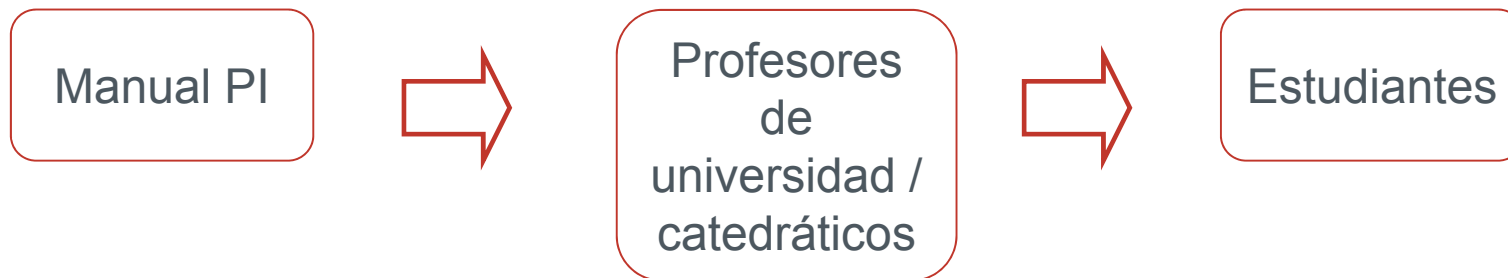 Manual PI
Profesores
de
universidad /
catedráticos
Estudiantes